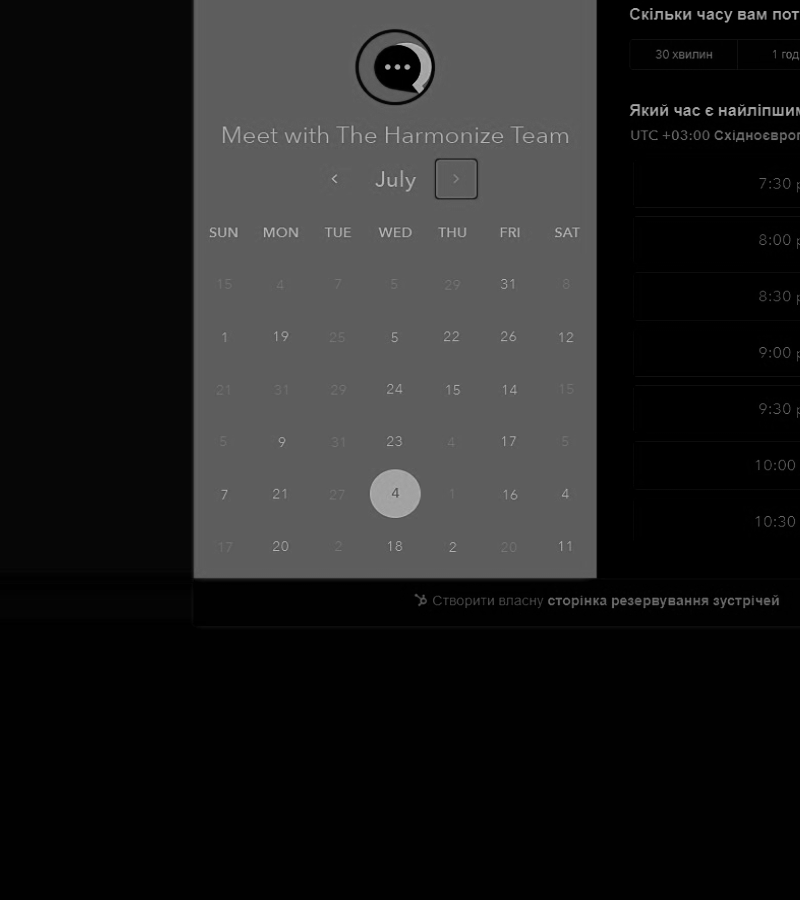 Meet with The Harmonize Team
July
SUN MON TUE WED THU FRI SAT
15 4 7 5 29 31 8
1 19 25 5 22 26 12
21 31 29 24 15 14 15
5 9 31 23 4 17 5
7 21 27 4 1 16 4
17 20 2 18 2 20 11
Скільки часу вам пот
30 хвилин 1 год
Який час є найліпшим
UTC +03:00 Східноєвроп
7:30 р
8:00 р
8:30 р
9:00 р
9:30 р
10:00
10:30
Створити власну сторінка резервування зустрічей